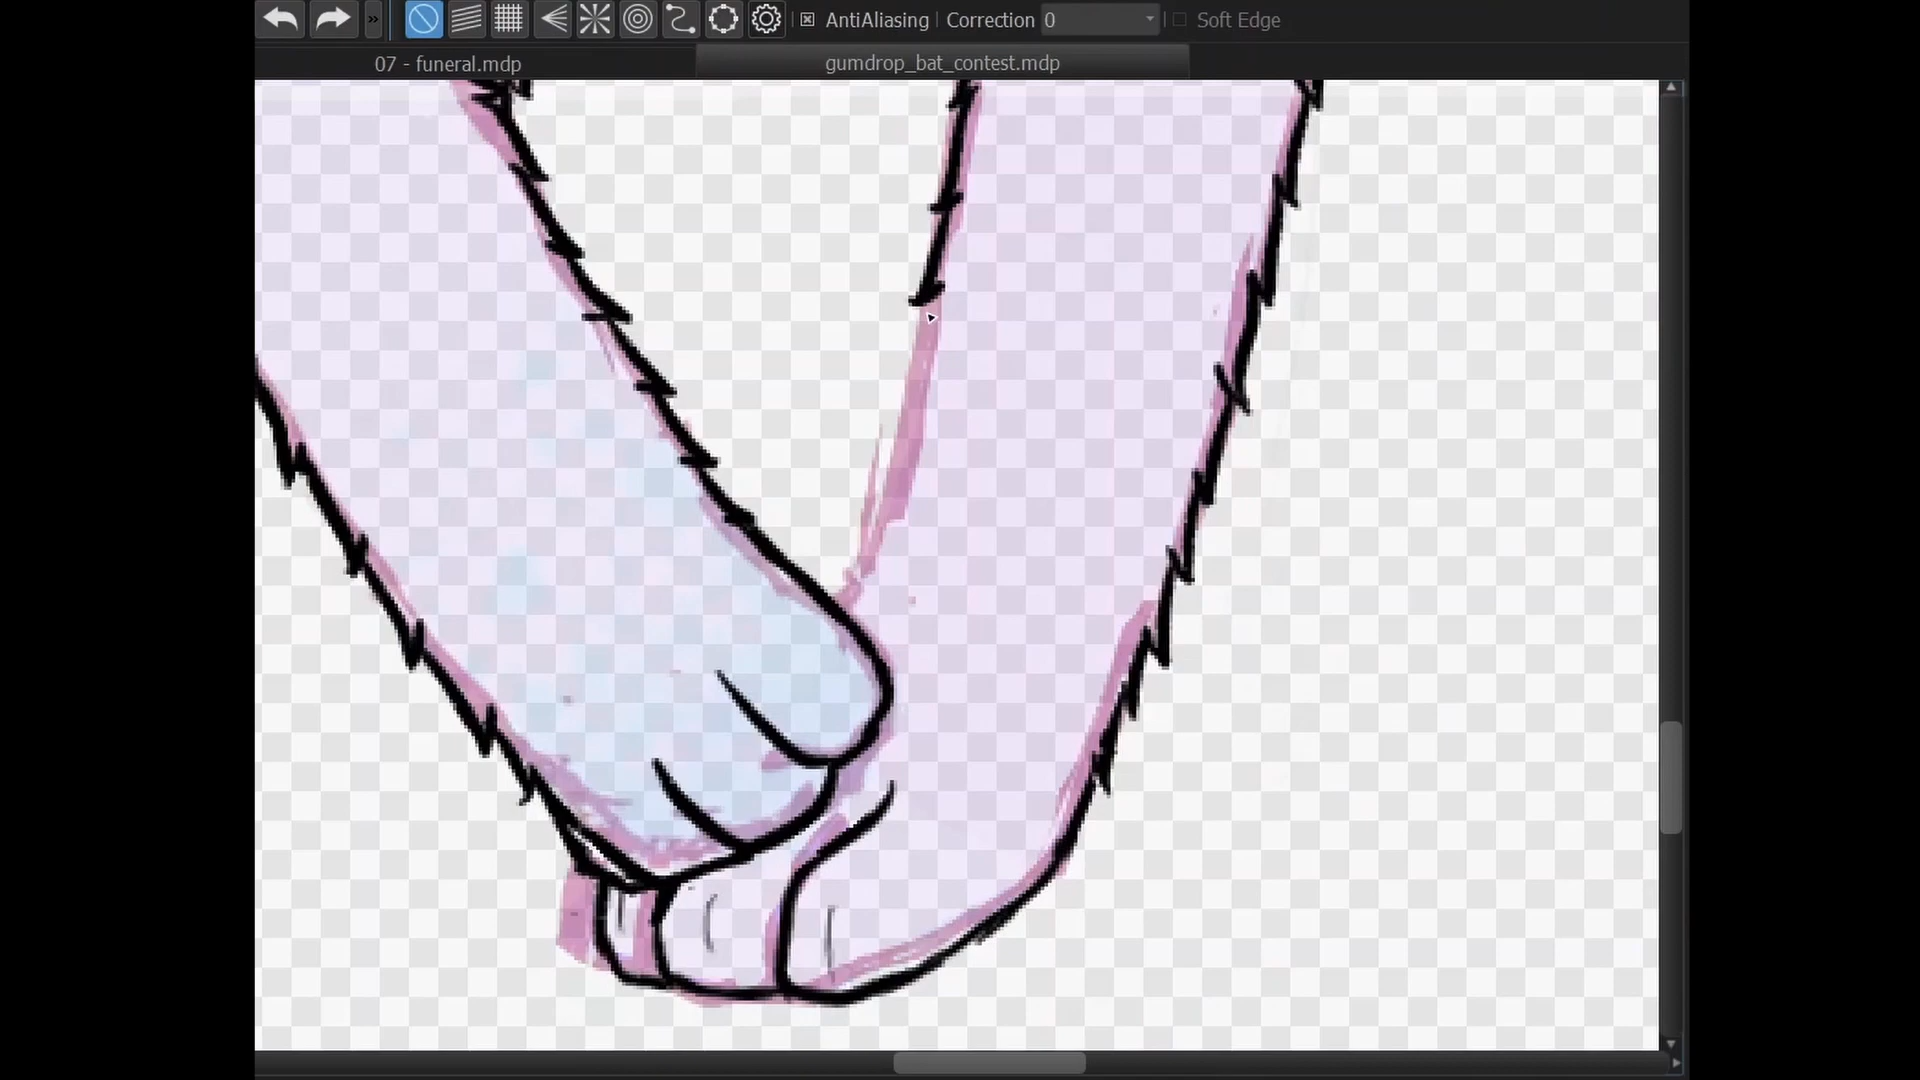 » AntiAliasing Correction 0 Soft Edge
07 - funeral.mdp gumdrop_bat_contest.mdp